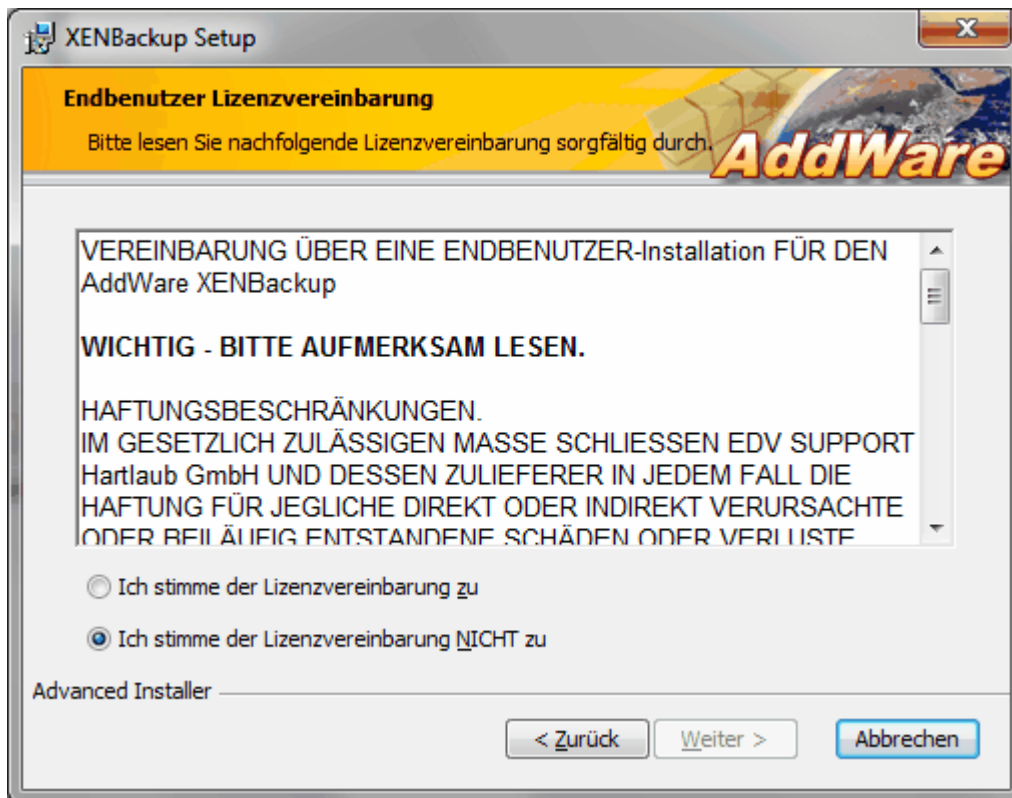 XENBackup Setup
Endbenutzer Lizenzvereinbarung
Bitte lesen Sie nachfolgende Lizenzvereinbarung sorgfältig durch.
AddWare
VEREINBARUNG ÜBER EINE ENDBENUTZER-Installation FÜR DEN
AddWare XENBackup
WICHTIG - BITTE AUFMERKSAM LESEN.
HAFTUNGSBESCHRÄNKUNGEN.
IM GESETZLICH ZULÄSSIGEN MASSE SCHLIESSEN EDV SUPPORT
Hartlaub GmbH UND DESSEN ZULIEFERER IN JEDEM FALL DIE
HAFTUNG FÜR JEGLICHE DIREKT ODER INDIREKT VERURSACHTE
ODER BEILÄUFIG ENTSTANDENE SCHÄDEN ODER VERLUSTE
Ich stimme der Lizenzvereinbarung zu
Ich stimme der Lizenzvereinbarung NICHT zu
Advanced Installer
< Zurück Weiter > Abbrechen